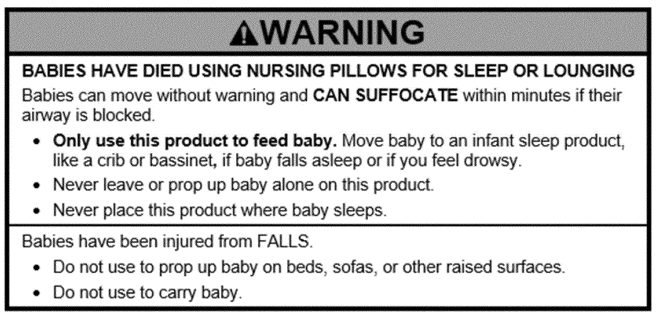 ⚠WARNING
BABIES HAVE DIED USING NURSING PILLOWS FOR SLEEP OR LOUNGING
Babies can move without warning and CAN SUFFOCATE within minutes if their
airway is blocked.
• Only use this product to feed baby. Move baby to an infant sleep product,
like a crib or bassinet, if baby falls asleep or if you feel drowsy.
• Never leave or prop up baby alone on this product.
• Never place this product where baby sleeps.
Babies have been injured from FALLS.
• Do not use to prop up baby on beds, sofas, or other raised surfaces.
• Do not use to carry baby.